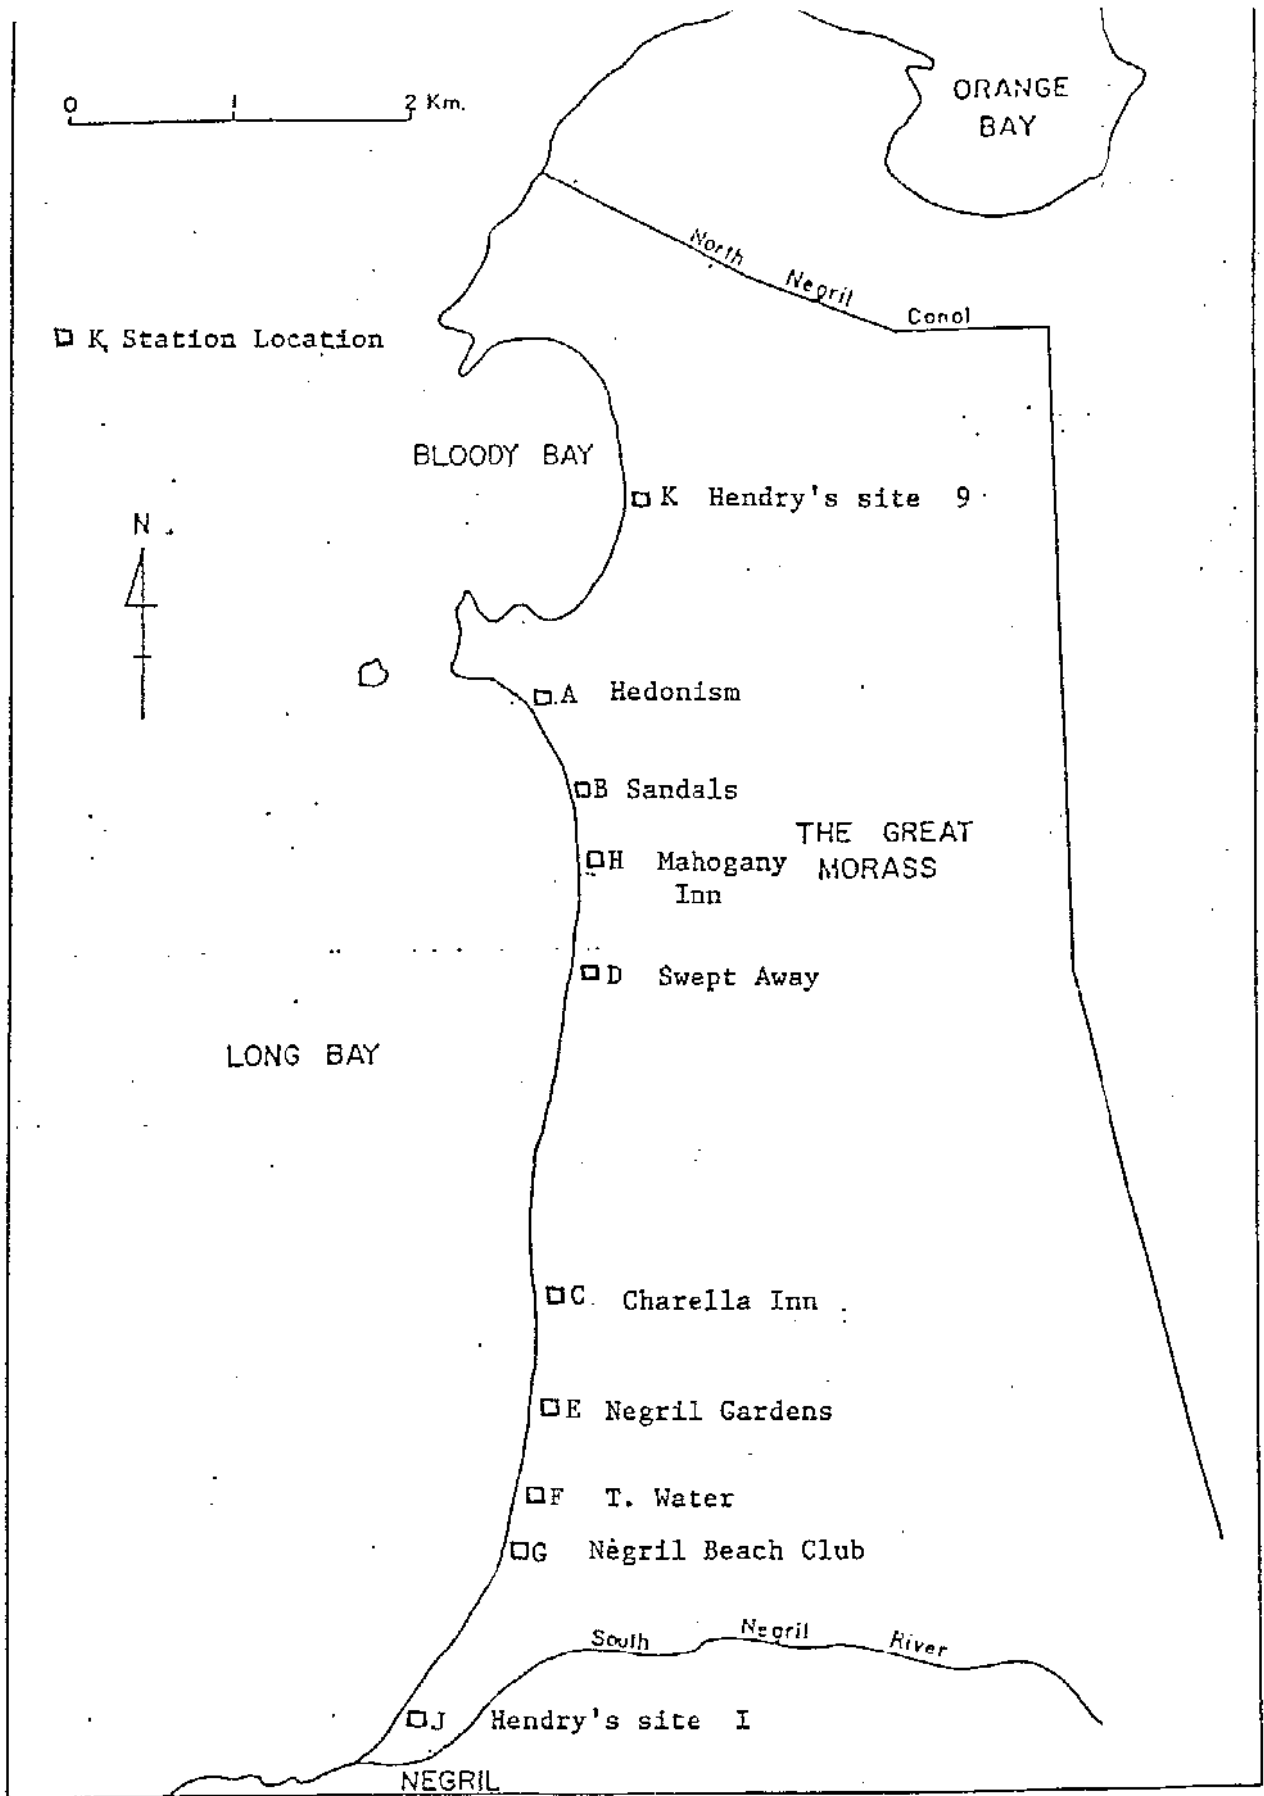 0 1 2 Km.
ORANGE
BAY
North Negril Canal
K, Station Location
BLOODY BAY
K Hendry's site 9
N
A Hedonism
B Sandals
THE GREAT
MORASS
H Mahogany
Inn
D Swept Away
LONG BAY
C Charella Inn
E Negril Gardens
F T. Water
G Negril Beach Club
South Negril River
J Hendry's site I
NEGRIL